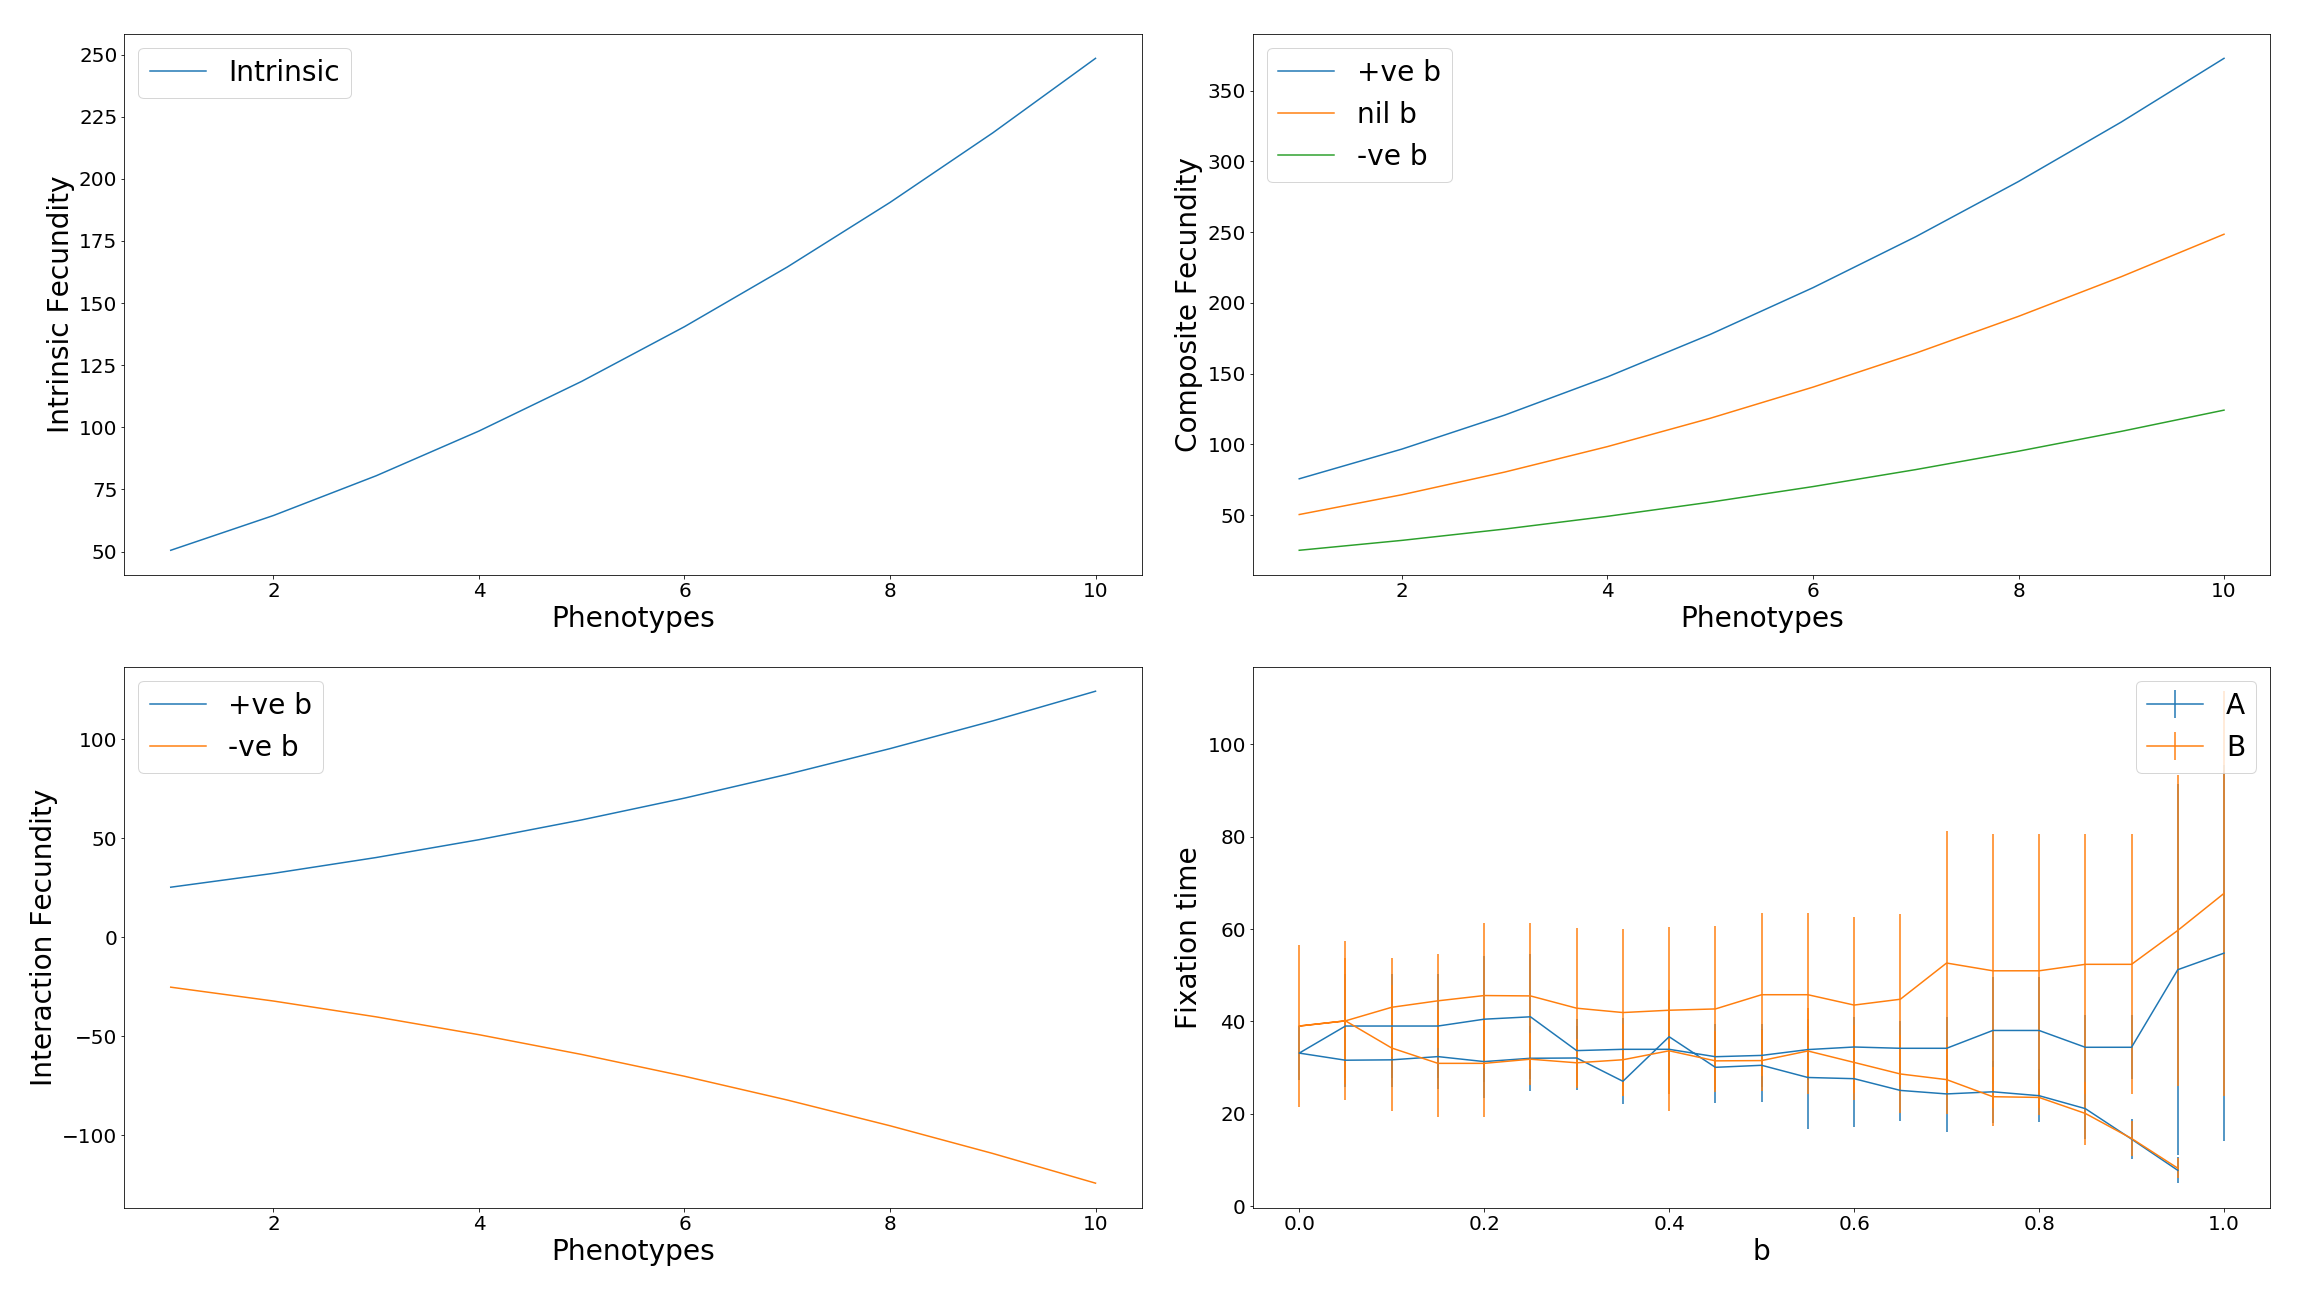 Intrinsic
250
225
200
175
150
125
100
75
50
Intrinsic Fecundity
2 4 6 8 10
Phenotypes
+ve b
nil b
-ve b
350
300
250
200
150
100
50
Composite Fecundity
2 4 6 8 10
Phenotypes
+ve b
-ve b
100
50
0
−50
−100
Interaction Fecundity
2 4 6 8 10
Phenotypes
A
B
100
80
60
40
20
0
Fixation time
0.0 0.2 0.4 0.6 0.8 1.0
b